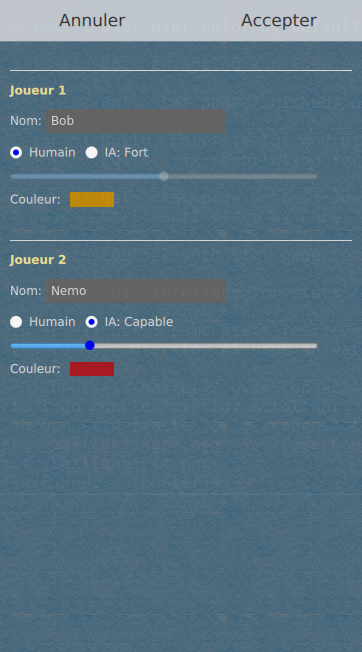 Annuler Accepter
Joueur 1
Nom: Bob
Humain IA: Fort
Couleur:
Joueur 2
Nom: Nemo
Humain IA: Capable
Couleur: